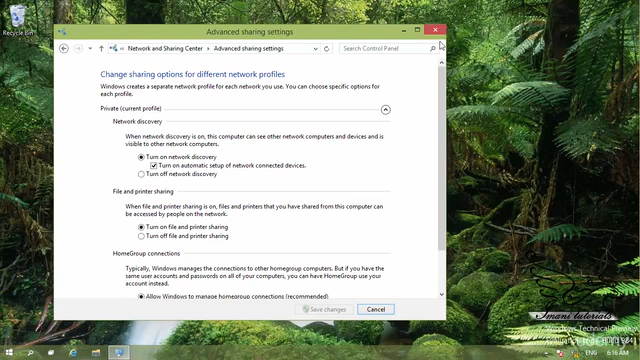 Recycle Bin
Advanced sharing settings
Network and Sharing Center
Advanced sharing settings
Search Control Panel
Change sharing options for different network profiles
Windows creates a separate network profile for each network you use. You can choose specific options for
each profile.
Private (current profile)
Network discovery
When network discovery is on, this computer can see other network computers and devices and is
visible to other network computers.
Turn on network discovery
Turn on automatic setup of network connected devices.
Turn off network discovery
File and printer sharing
When file and printer sharing is on, files and printers that you have shared from this computer can
be accessed by people on the network.
Turn on file and printer sharing
Turn off file and printer sharing
HomeGroup connections
Typically, Windows manages the connections to other homegroup computers. But if you have the
same user accounts and passwords on all of your computers, you can have HomeGroup use your
account instead.
Allow Windows to manage homegroup connections (recommended)
Save changes
Cancel
Imani tutorials
Windows Technical Preview
ENG
6:16 AM